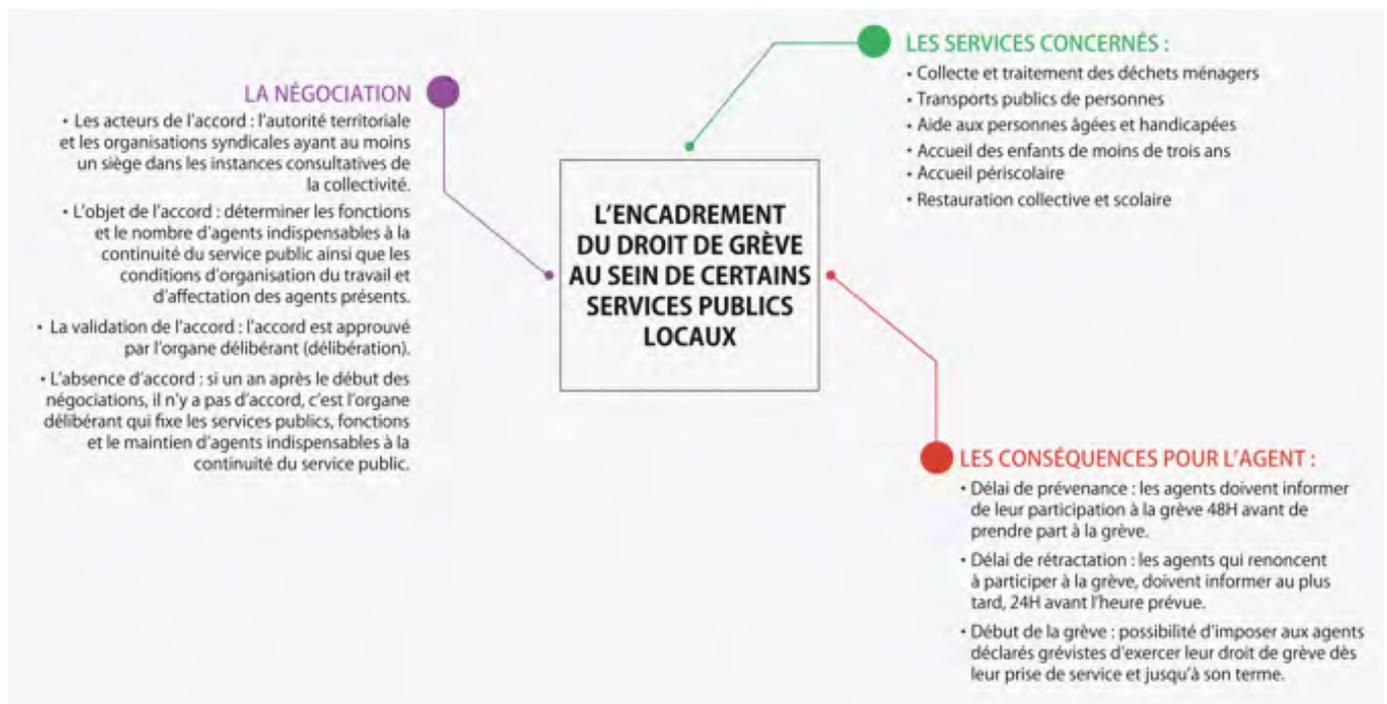 L'ENCADREMENT
DU DROIT DE GRÈVE
AU SEIN DE CERTAINS
SERVICES PUBLICS
LOCAUX
LA NÉGOCIATION
• Les acteurs de l'accord : l'autorité territoriale
et les organisations syndicales ayant au moins
un siège dans les instances consultatives de
la collectivité.
• L'objet de l'accord : déterminer les fonctions
et le nombre d'agents indispensables à la
continuité du service public ainsi que les
conditions d'organisation du travail et
d'affectation des agents présents.
• La validation de l'accord : l'accord est approuvé
par l'organe délibérant (délibération).
• L'absence d'accord : si un an après le début des
négociations, il n'y a pas d'accord, c'est l'organe
délibérant qui fixe les services publics, fonctions
et le maintien d'agents indispensables à la
continuité du service public.
LES SERVICES CONCERNÉS :
• Collecte et traitement des déchets ménagers
• Transports publics de personnes
• Aide aux personnes âgées et handicapées
• Accueil des enfants de moins de trois ans
• Accueil périscolaire
• Restauration collective et scolaire
LES CONSÉQUENCES POUR L'AGENT :
• Délai de prévenance : les agents doivent informer
de leur participation à la grève 48H avant de
prendre part à la grève.
• Délai de rétractation : les agents qui renoncent
à participer à la grève, doivent informer au plus
tard, 24H avant l'heure prévue.
• Début de la grève : possibilité d'imposer aux agents
déclarés grévistes d'exercer leur droit de grève dès
leur prise de service et jusqu'à son terme.